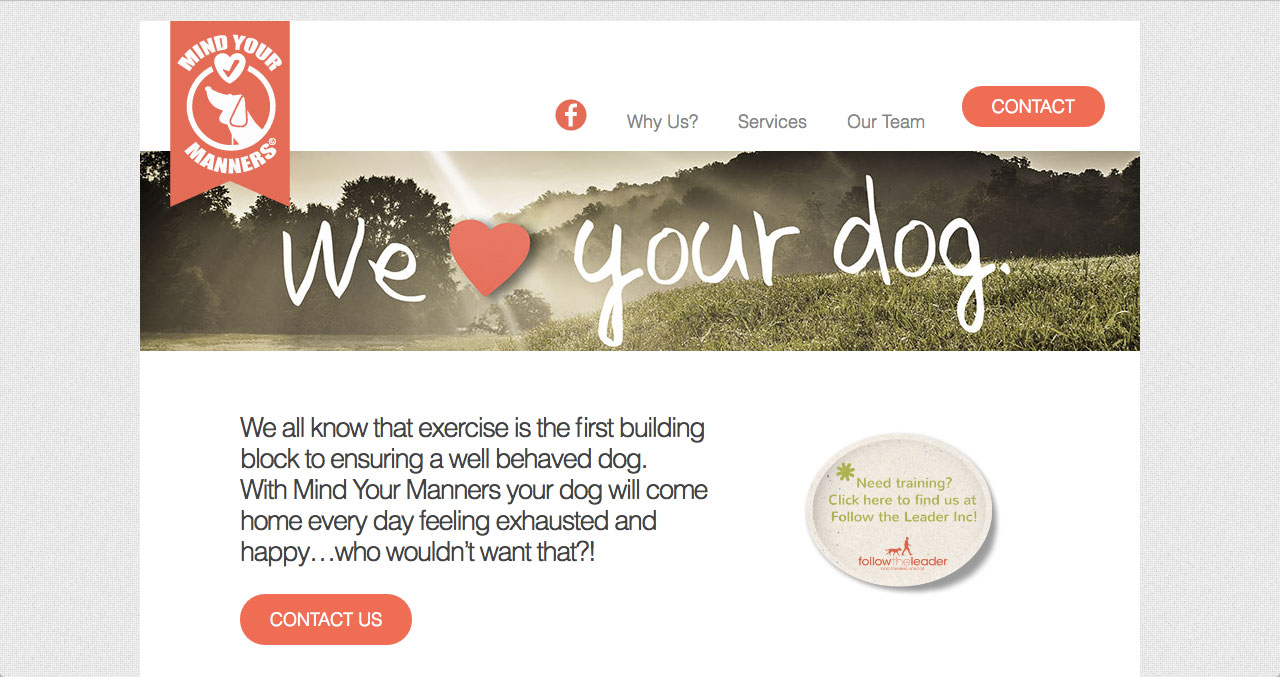 MIND YOUR
MANNERS©
f
Why Us?
Services
Our Team
CONTACT
We ♥ your dog.
We all know that exercise is the first building
block to ensuring a well behaved dog.
With Mind Your Manners your dog will come
home every day feeling exhausted and
happy…who wouldn’t want that?!
CONTACT US
Need training?
Click here to find us at
Follow the Leader Inc!
followtheleader